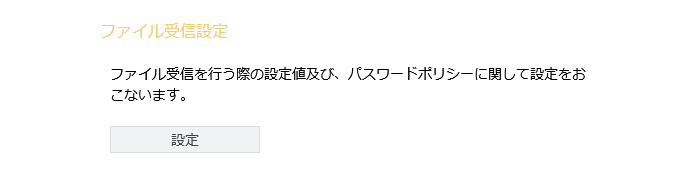 ファイル受信設定
ファイル受信を行う際の設定値及び、パスワードポリシーに関して設定をお
こないます。
設定